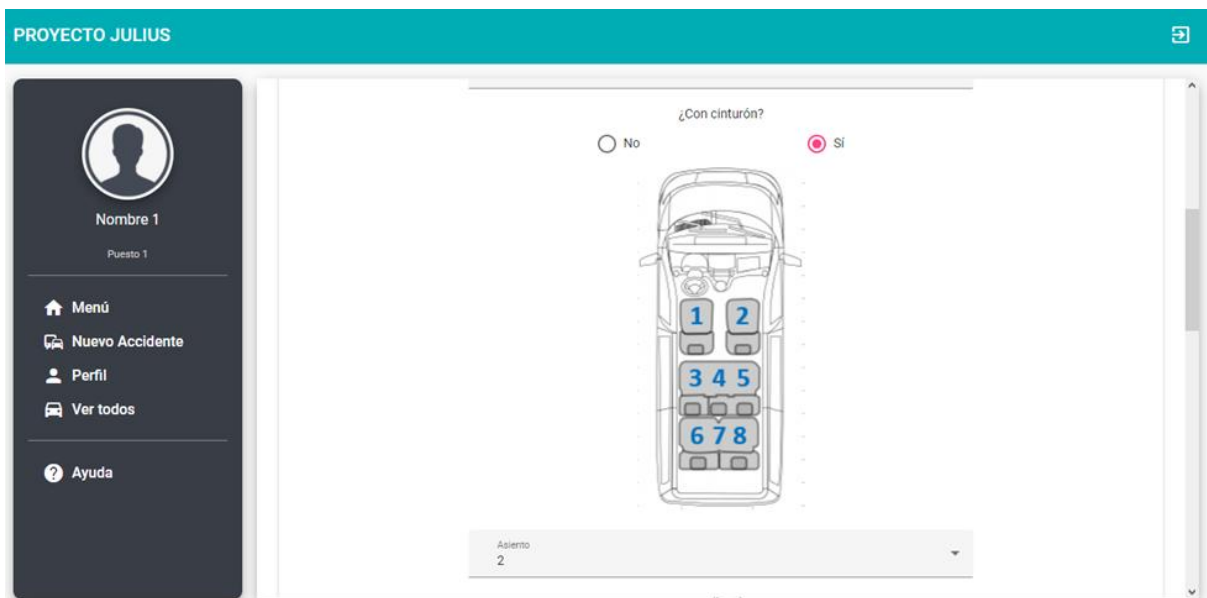 PROYECTO JULIUS
Nombre 1
Puesto 1
Menú
Nuevo Accidente
Perfil
Ver todos
Ayuda
¿Con cinturón?
No Sí
1 2
3 4 5
6 7 8
Asiento
2